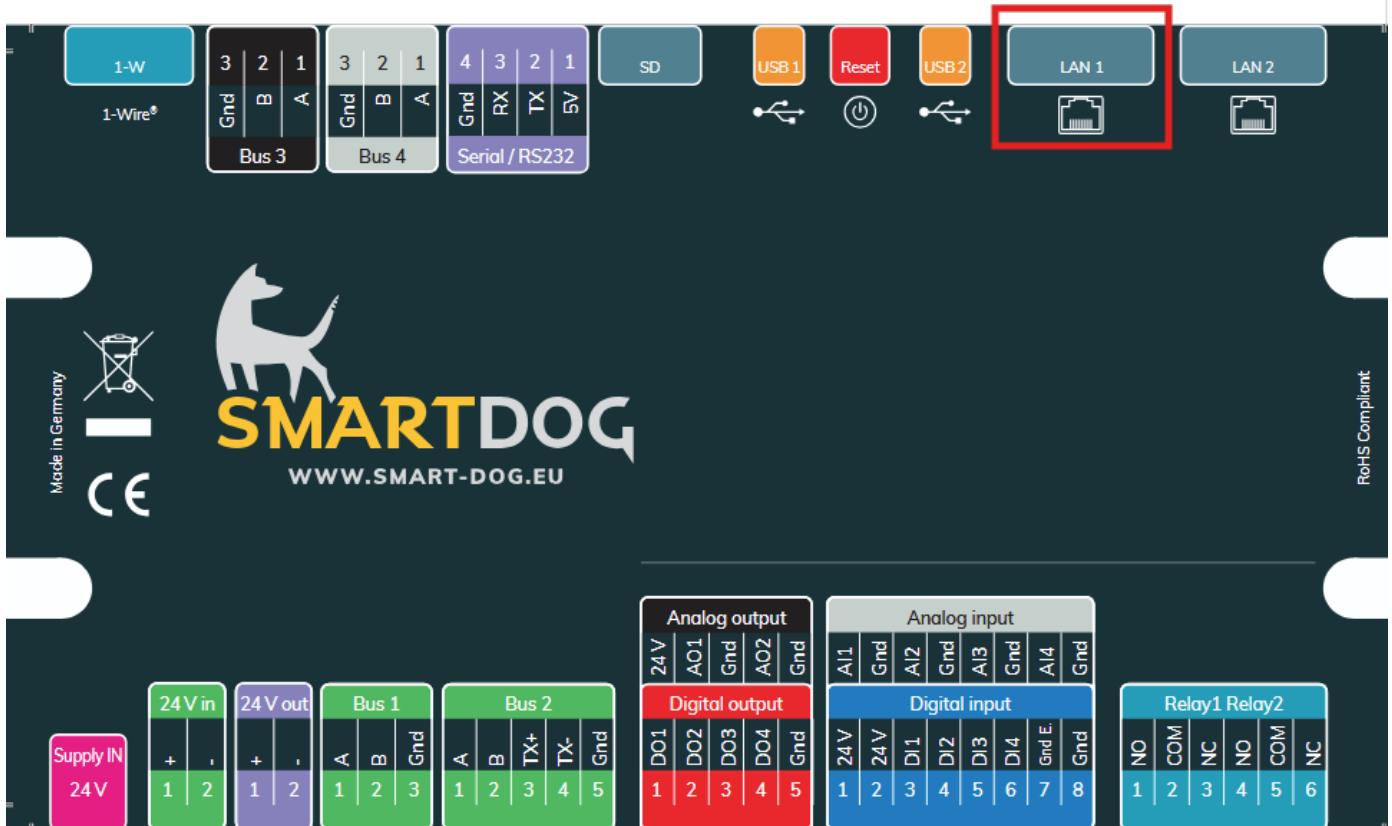 1-W
1-Wire®
3 2 1
Gnd B A
Bus 3
3 2 1
Gnd B A
Bus 4
4 3 2 1
Gnd RX TX 5V
Serial / RS232
SD
USB 1
Reset
USB 2
LAN 1
LAN 2
Made in Germany
CE
SMARTDOG
WWW.SMART-DOG.EU
RoHS Compliant
Supply IN
24 V
24 V in
+ -
1 2
24 V out
+ -
1 2
Bus 1
A B Gnd
1 2 3
Bus 2
A B TX+ TX- Gnd
1 2 3 4 5
Analog output
24 V AO1 Gnd AO2 Gnd
Digital output
DO1 DO2 DO3 DO4 Gnd
1 2 3 4 5
Analog input
AI1 Gnd AI2 Gnd AI3 Gnd AI4 Gnd
Digital input
24 V 24 V DI1 DI2 DI3 DI4 Gnd E. Gnd
1 2 3 4 5 6 7 8
Relay1 Relay2
NO COM NC NO COM NC
1 2 3 4 5 6